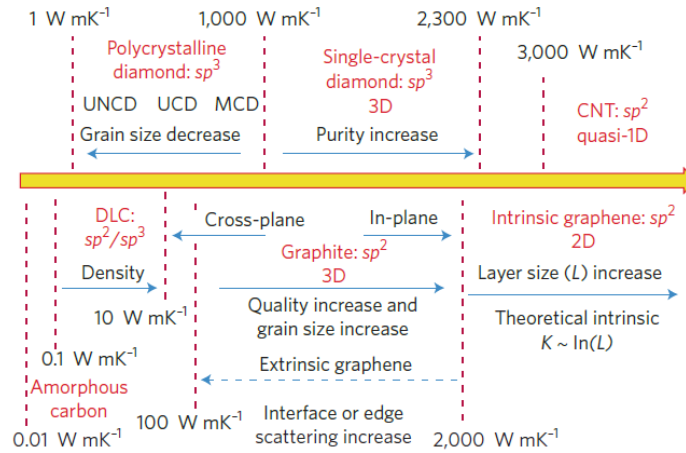 1 W mK⁻¹
1,000 W mK⁻¹
2,300 W mK⁻¹
3,000 W mK⁻¹
Polycrystalline
diamond: sp³
UNCD UCD MCD
Grain size decrease
Single-crystal
diamond: sp³
3D
Purity increase
CNT: sp²
quasi-1D
DLC:
sp²/sp³
Density
10 W mK⁻¹
0.1 W mK⁻¹
Amorphous
carbon
0.01 W mK⁻¹
Cross-plane
In-plane
Graphite: sp²
3D
Quality increase and
grain size increase
Extrinsic graphene
100 W mK⁻¹
Interface or edge
scattering increase
2,000 W mK⁻¹
Intrinsic graphene: sp²
2D
Layer size (L) increase
Theoretical intrinsic
K ~ ln(L)